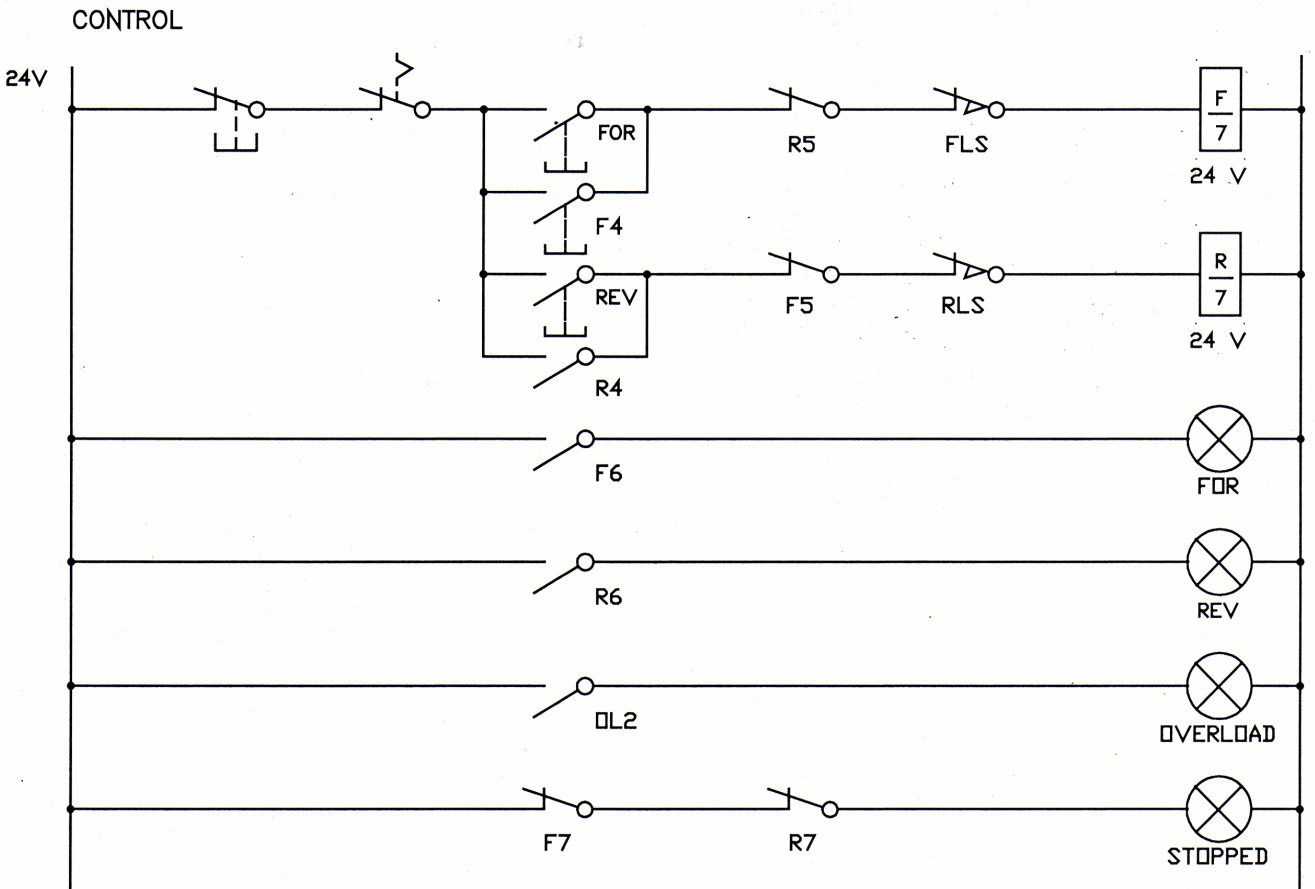 CONTROL
24V
FOR
R5
FLS
F
7
24 V
F4
REV
F5
RLS
R
7
24 V
R4
F6
FOR
R6
REV
OL2
OVERLOAD
F7
R7
STOPPED